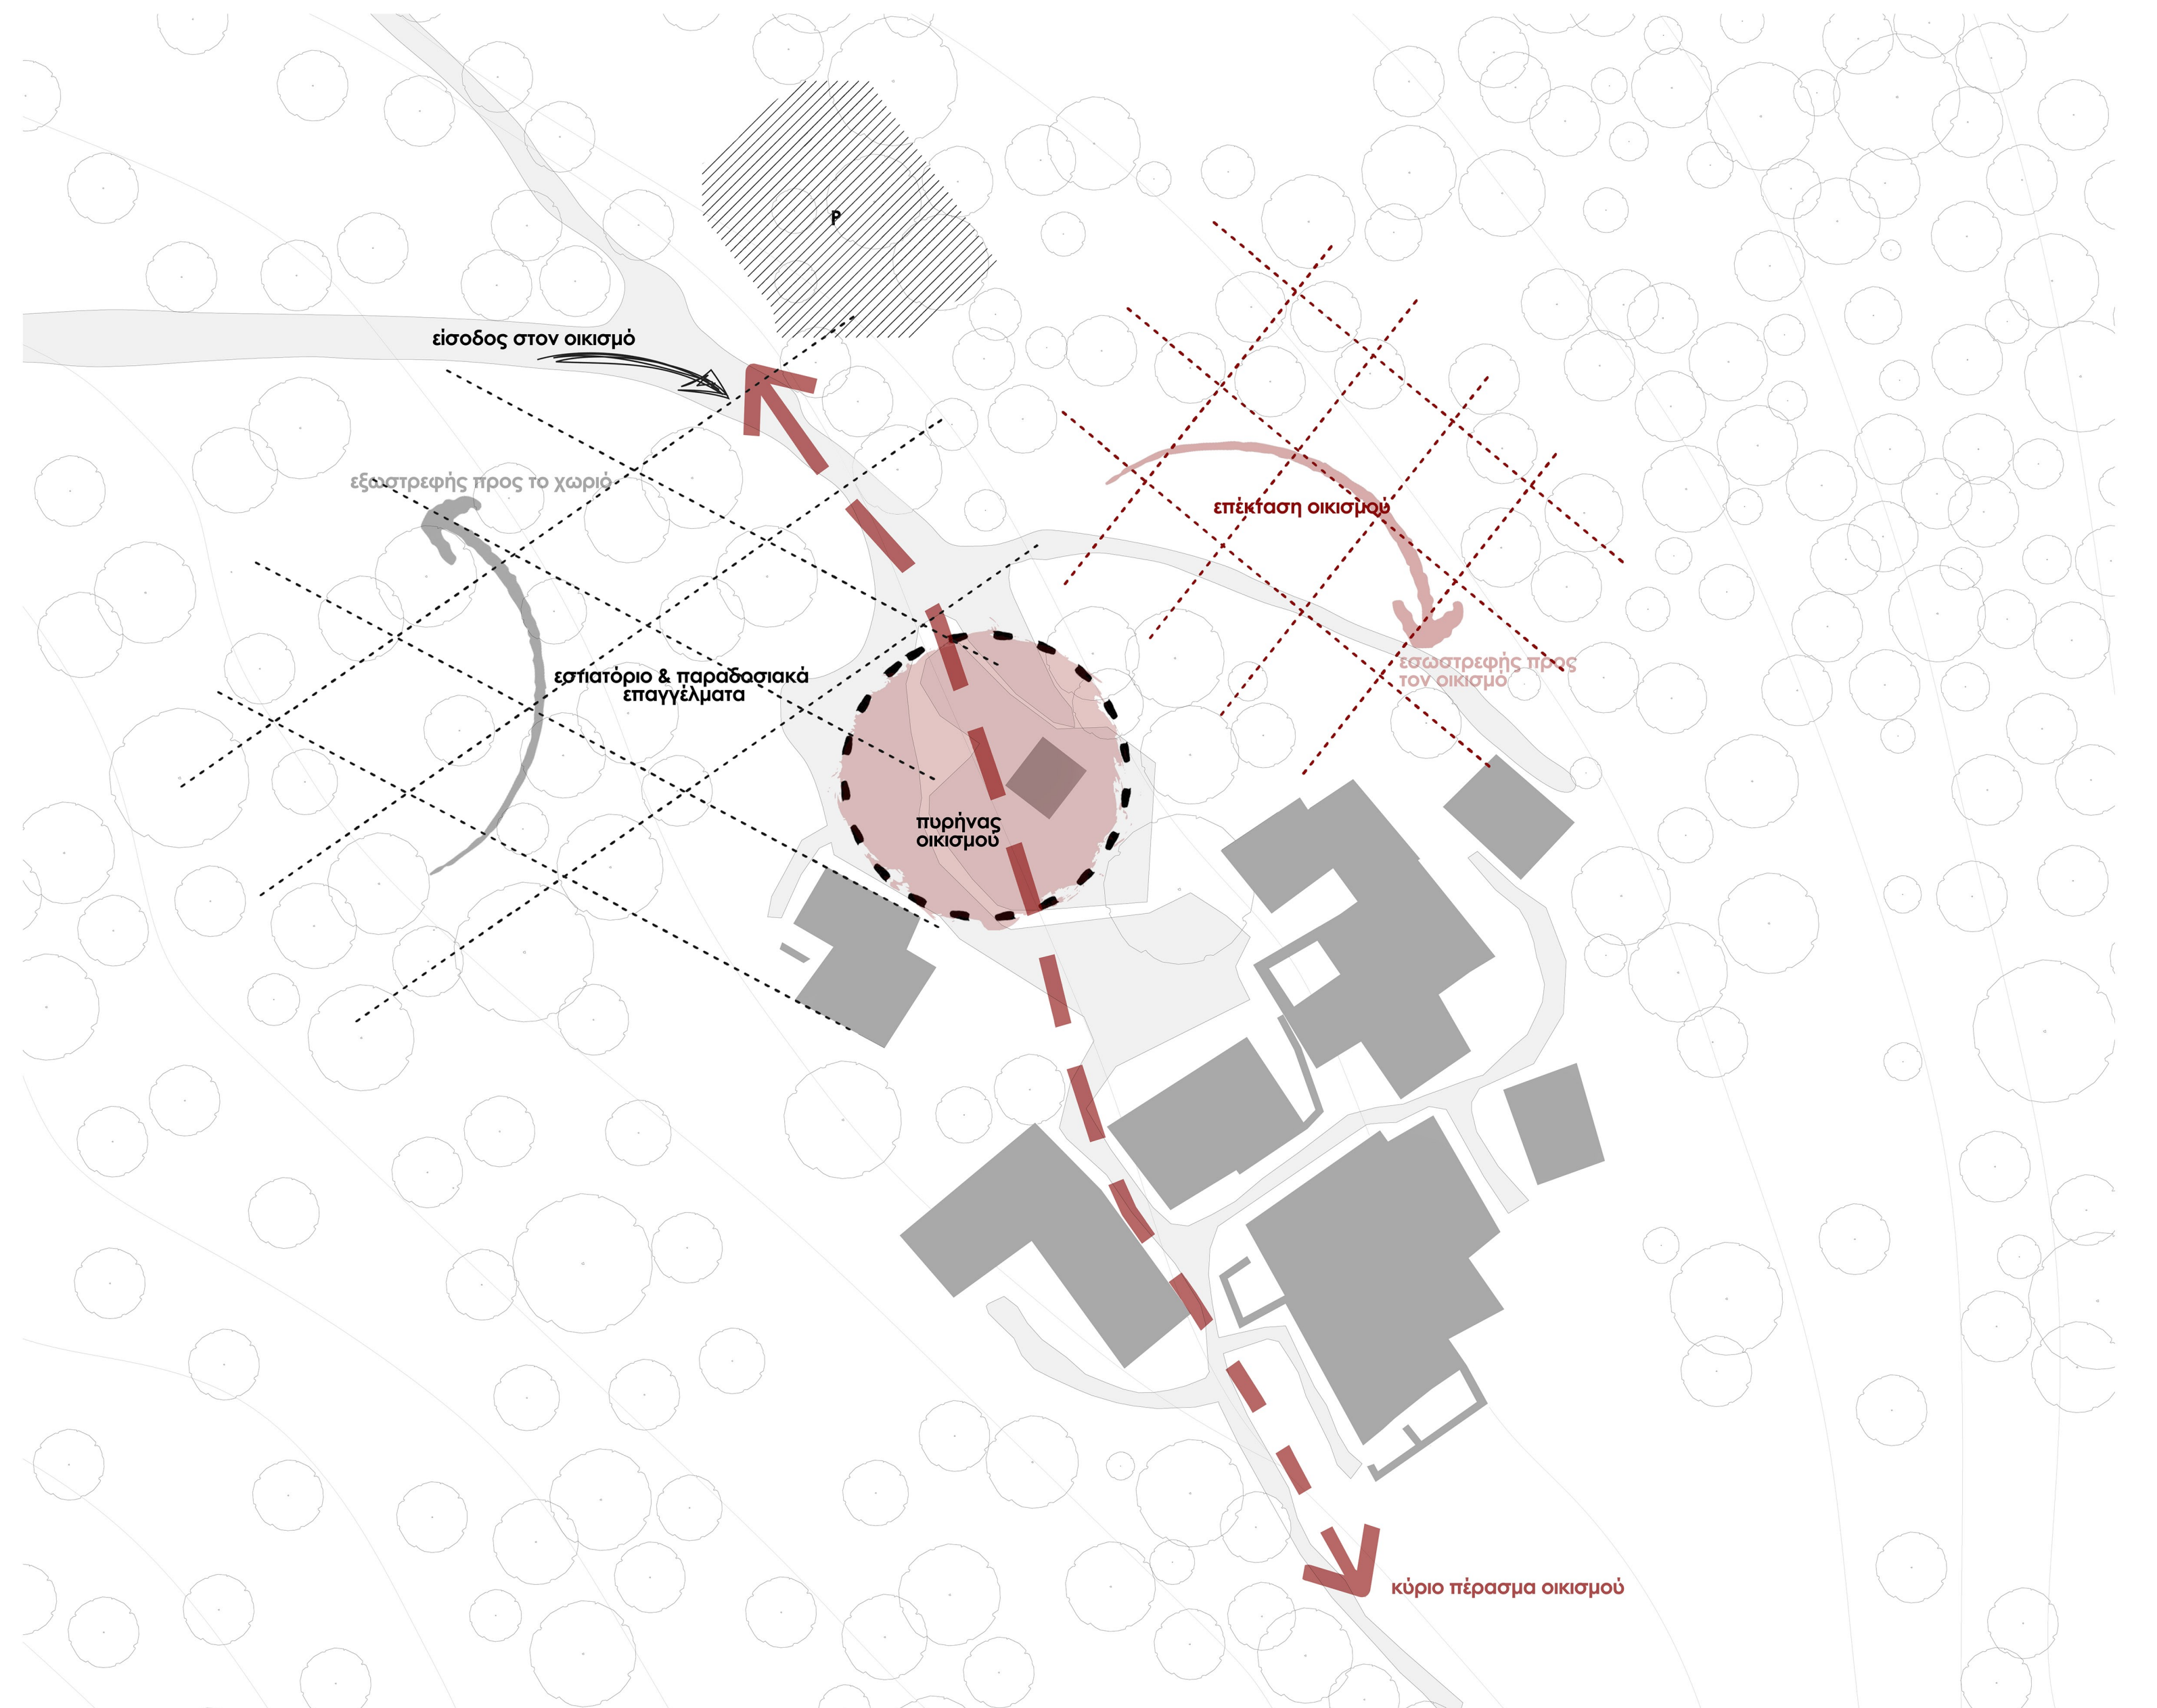 P
είσοδος στον οικισμό
εξωστρεφής προς το χωριό
επέκταση οικισμού
εσωστρεφής προς
τον οικισμό
εστιατόριο & παραδοσιακά
επαγγέλματα
πυρήνας
οικισμού
κύριο πέρασμα οικισμού